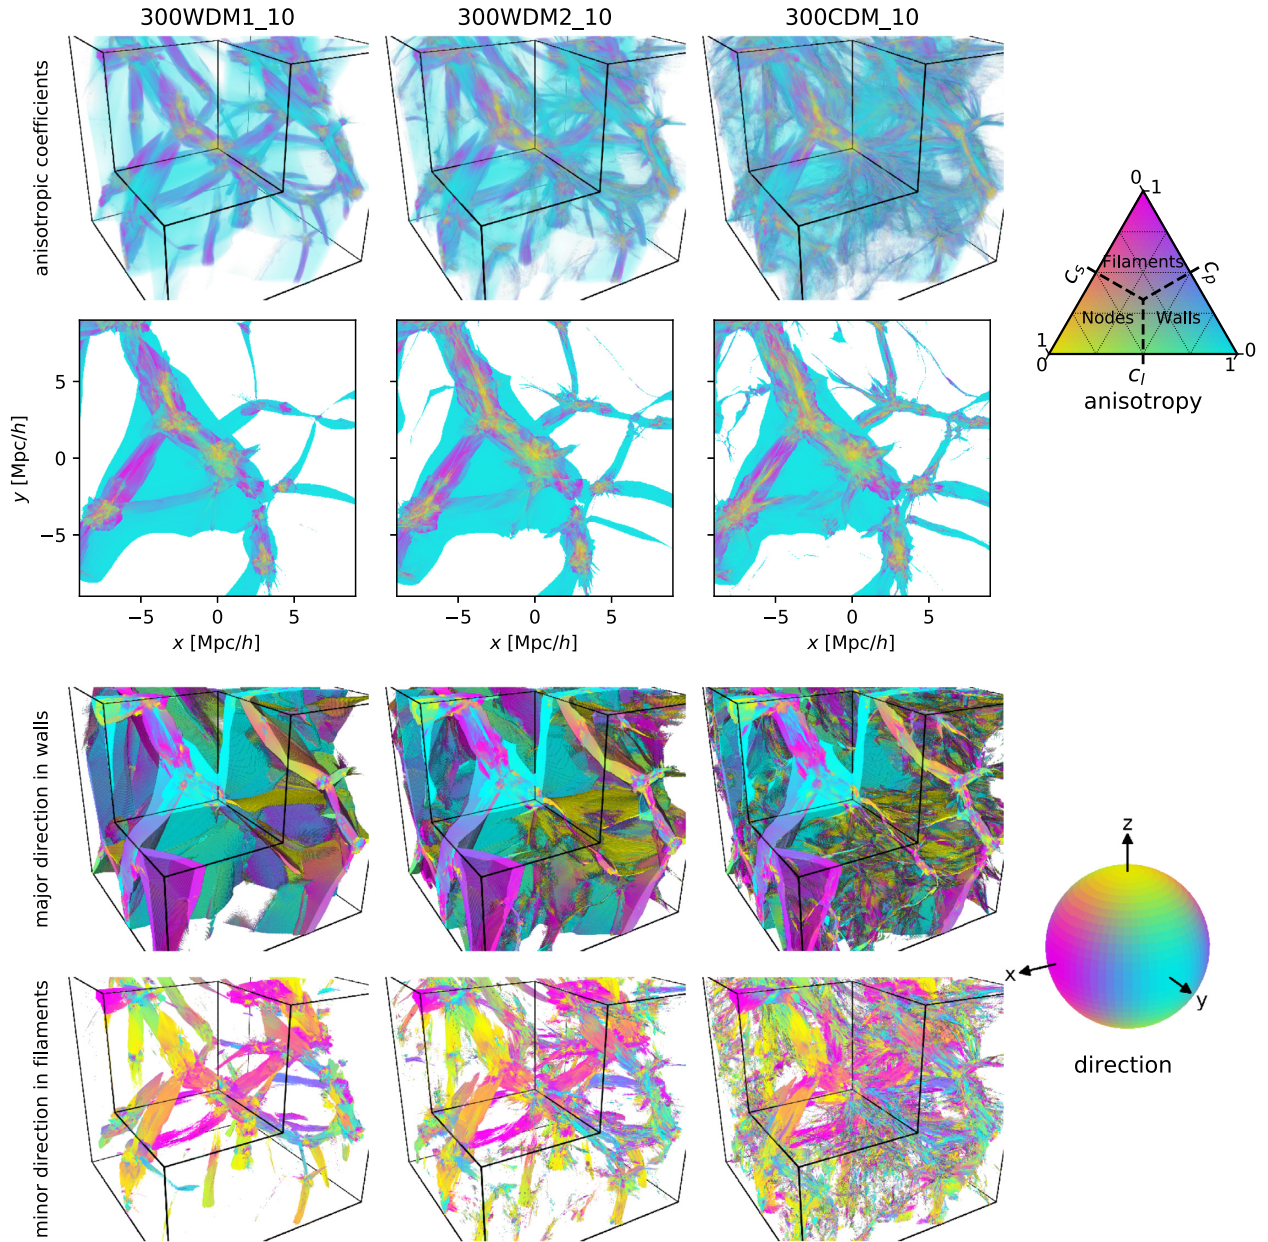 300WDM1_10
300WDM2_10
300CDM_10
anisotropic coefficients
0
1
Filaments
c_s
c_p
Nodes
Walls
1
0
0
1
c_l
anisotropy
5
0
−5
y [Mpc/h]
−5
0
5
−5
0
5
−5
0
5
x [Mpc/h]
x [Mpc/h]
x [Mpc/h]
major direction in walls
z
x
y
direction
minor direction in filaments